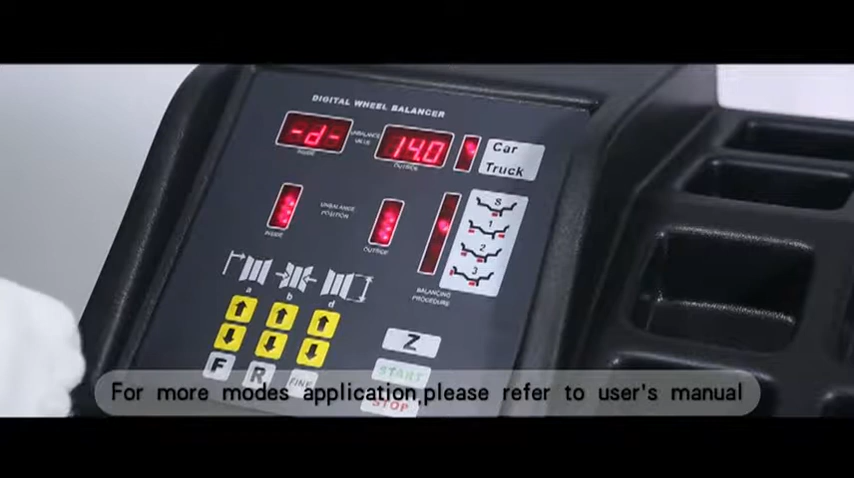 DIGITAL WHEEL BALANCER
-d-
UNBALANCE
VALUE
14.0
Car
Truck
INSIDE
OUTSIDE
UNBALANCE
POSITION
INSIDE
OUTSIDE
S
1
2
3
BALANCING
PROCEDURE
a
b
d
Z
F
R
FINE
START
STOP
For more modes application,please refer to user's manual